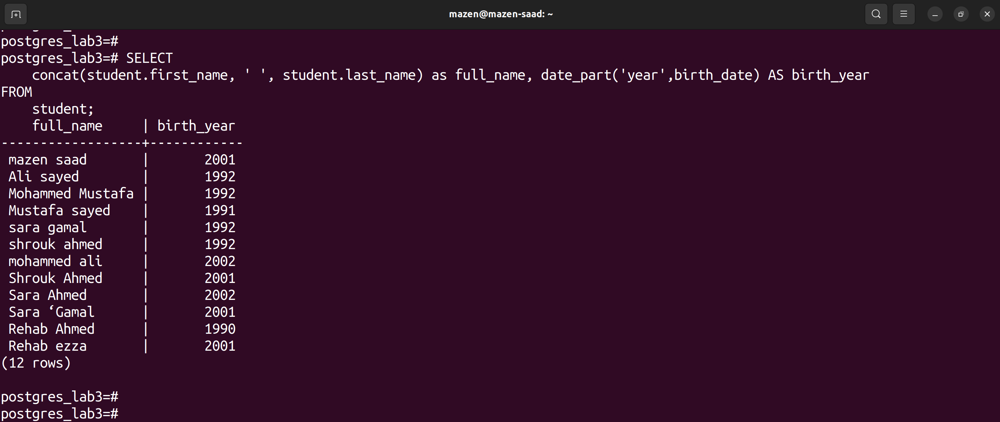 mazen@mazen-saad: ~
postgres_lab3=#
postgres_lab3=# SELECT
    concat(student.first_name, ' ', student.last_name) as full_name, date_part('year',birth_date) AS birth_year
FROM
    student;
    full_name     | birth_year
------------------+------------
 mazen saad       |       2001
 Ali sayed        |       1992
 Mohammed Mustafa |       1992
 Mustafa sayed    |       1991
 sara gamal       |       1992
 shrouk ahmed     |       1992
 mohammed ali     |       2002
 Shrouk Ahmed     |       2001
 Sara Ahmed       |       2002
 Sara ‘Gamal      |       2001
 Rehab Ahmed      |       1990
 Rehab ezza       |       2001
(12 rows)

postgres_lab3=#
postgres_lab3=#